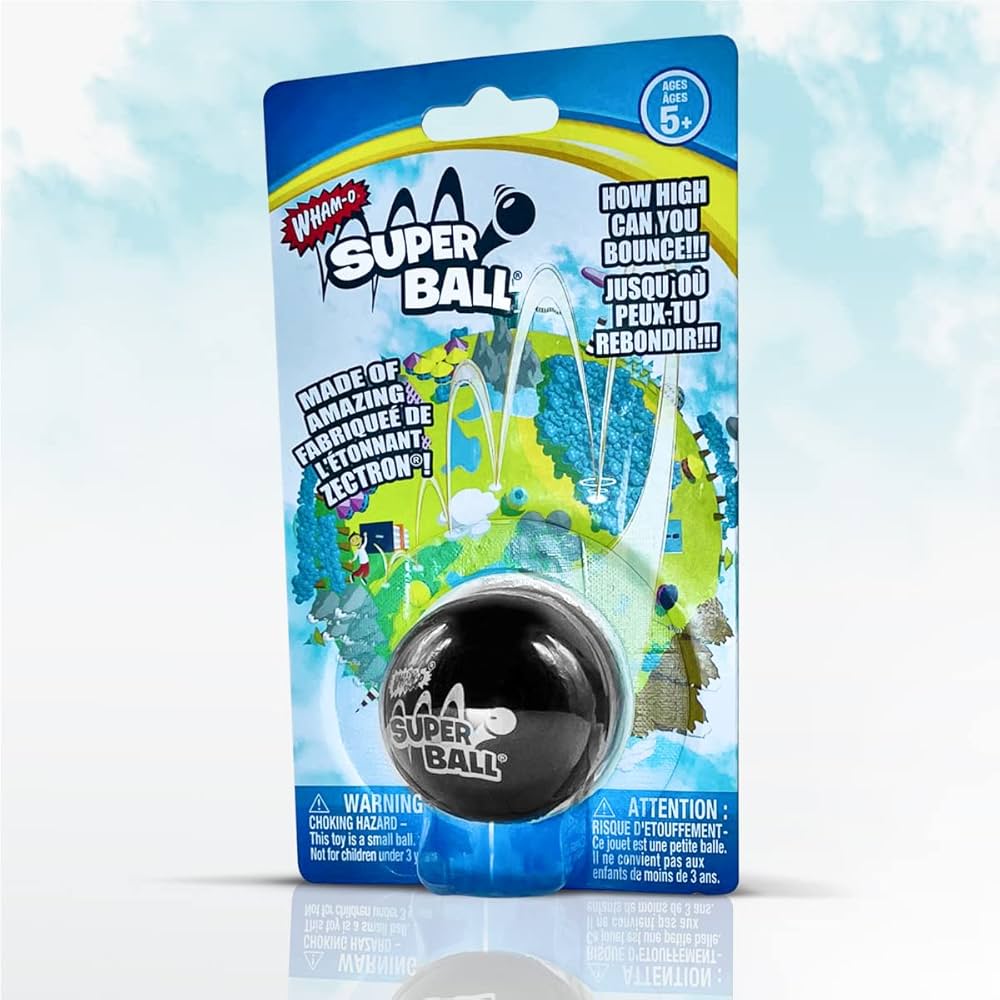 AGES
ÂGES
5+
WHAM-O®
SUPER
BALL®
HOW HIGH
CAN YOU
BOUNCE!!!
JUSQU'OÙ
PEUX-TU
REBONDIR!!!
MADE OF
AMAZING
FABRIQUEÉ DE
L'ÉTONNANT
ZECTRON®!
WHAM-O®
SUPER
BALL®
⚠ WARNING
CHOKING HAZARD –
This toy is a small ball.
Not for children under 3
⚠ ATTENTION :
RISQUE D'ETOUFFEMENT-
Ce jouet est une petite balle.
Il ne convient pas aux
enfants de moins de 3 ans.